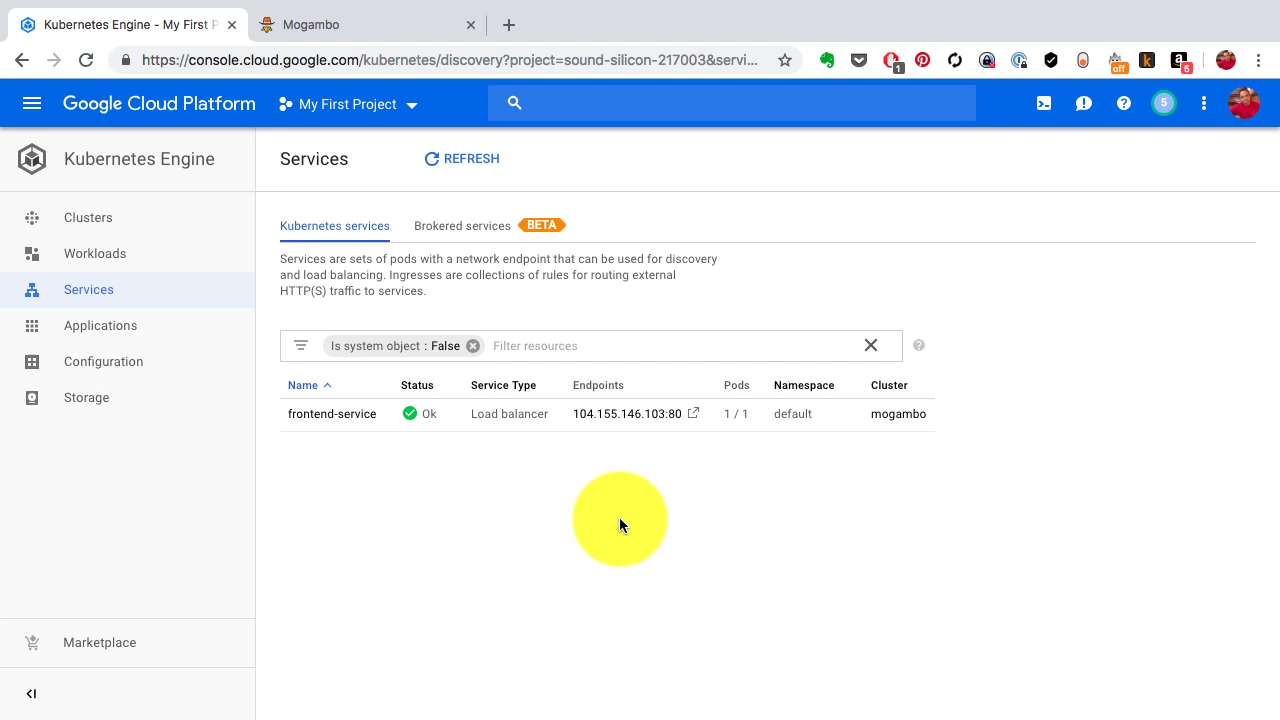 Kubernetes Engine - My First P
Mogambo
https://console.cloud.google.com/kubernetes/discovery?project=sound-silicon-217003&servi...
1
off
k
a
5
Google Cloud Platform
My First Project
5
Kubernetes Engine
Services
REFRESH
Clusters
Workloads
Services
Applications
Configuration
Storage
Marketplace
Kubernetes services
Brokered services
BETA
Services are sets of pods with a network endpoint that can be used for discovery
and load balancing. Ingresses are collections of rules for routing external
HTTP(S) traffic to services.
Is system object : False
Filter resources
Name Status Service Type Endpoints Pods Namespace Cluster
frontend-service Ok Load balancer 104.155.146.103:80 1 / 1 default mogambo